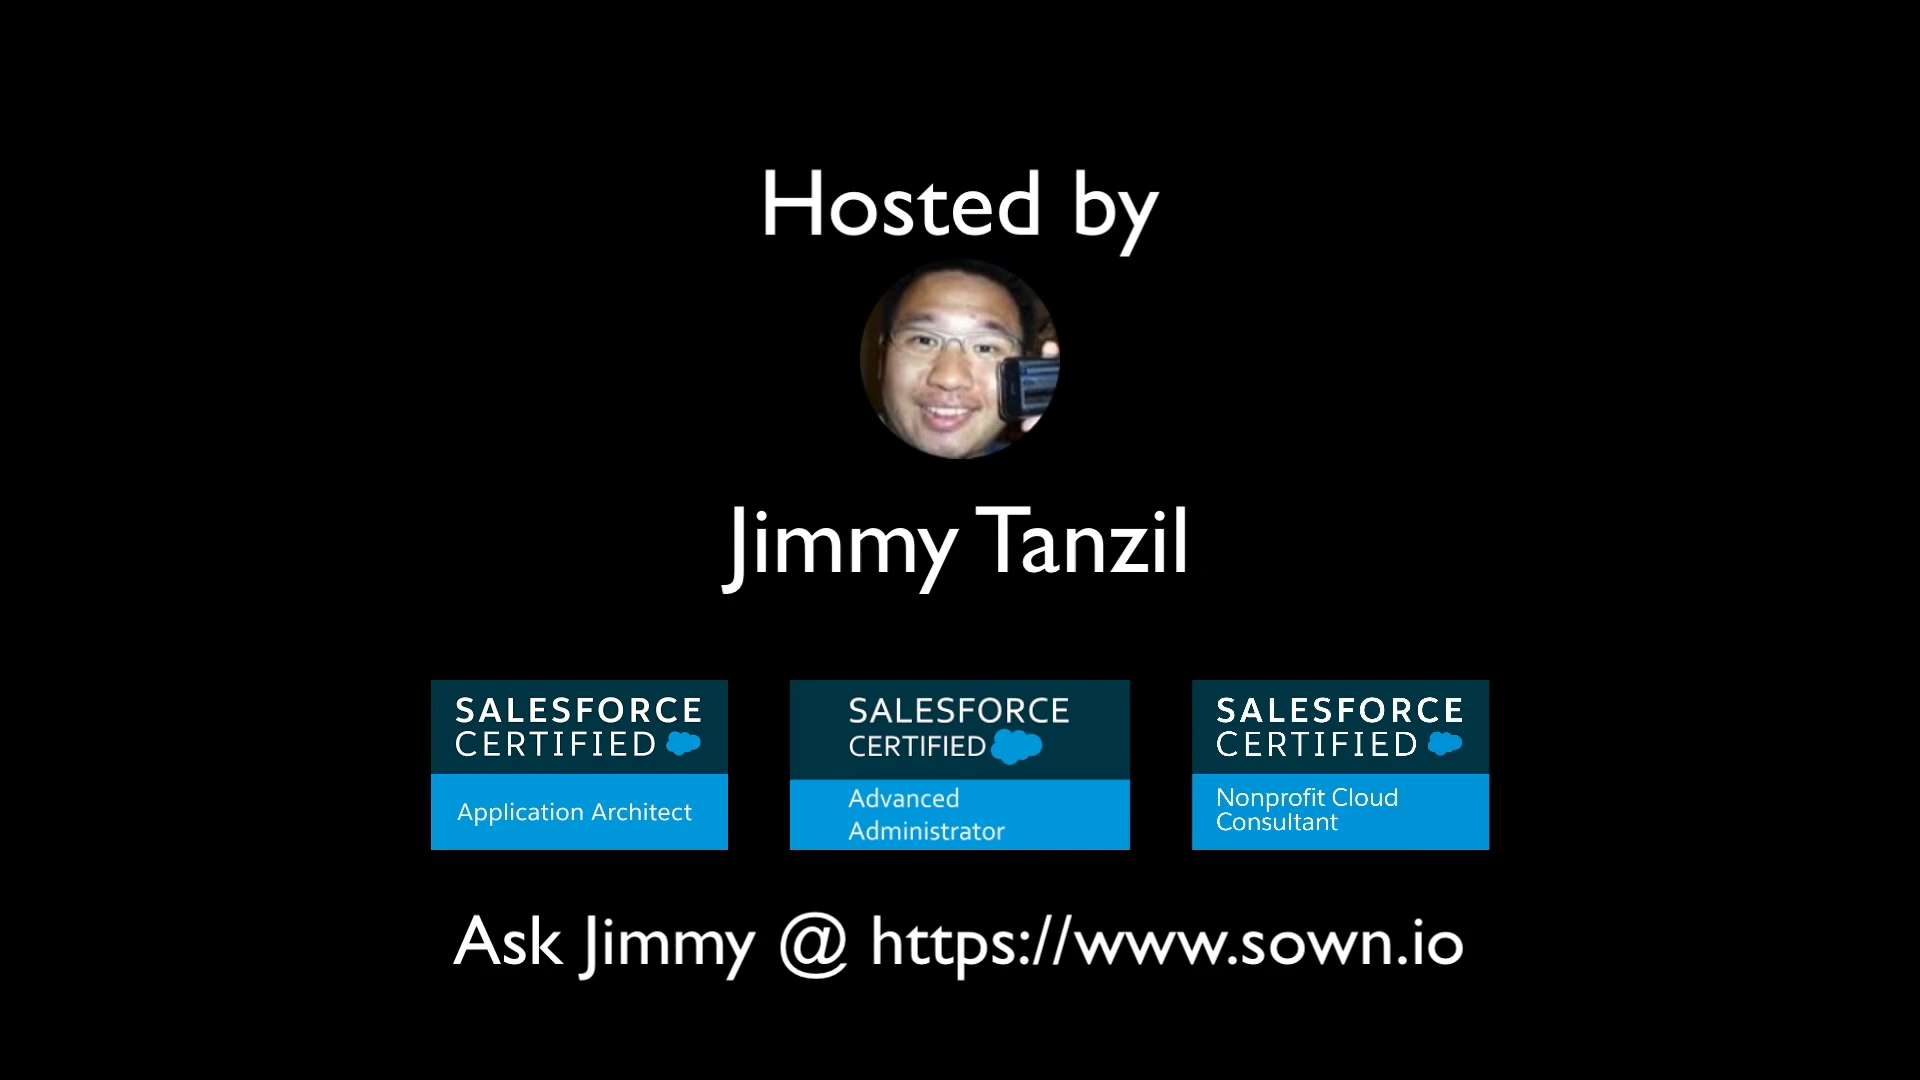 Hosted by
Jimmy Tanzil
SALESFORCE
CERTIFIED
Application Architect
SALESFORCE
CERTIFIED
Advanced
Administrator
SALESFORCE
CERTIFIED
Nonprofit Cloud
Consultant
Ask Jimmy @ https://www.sown.io